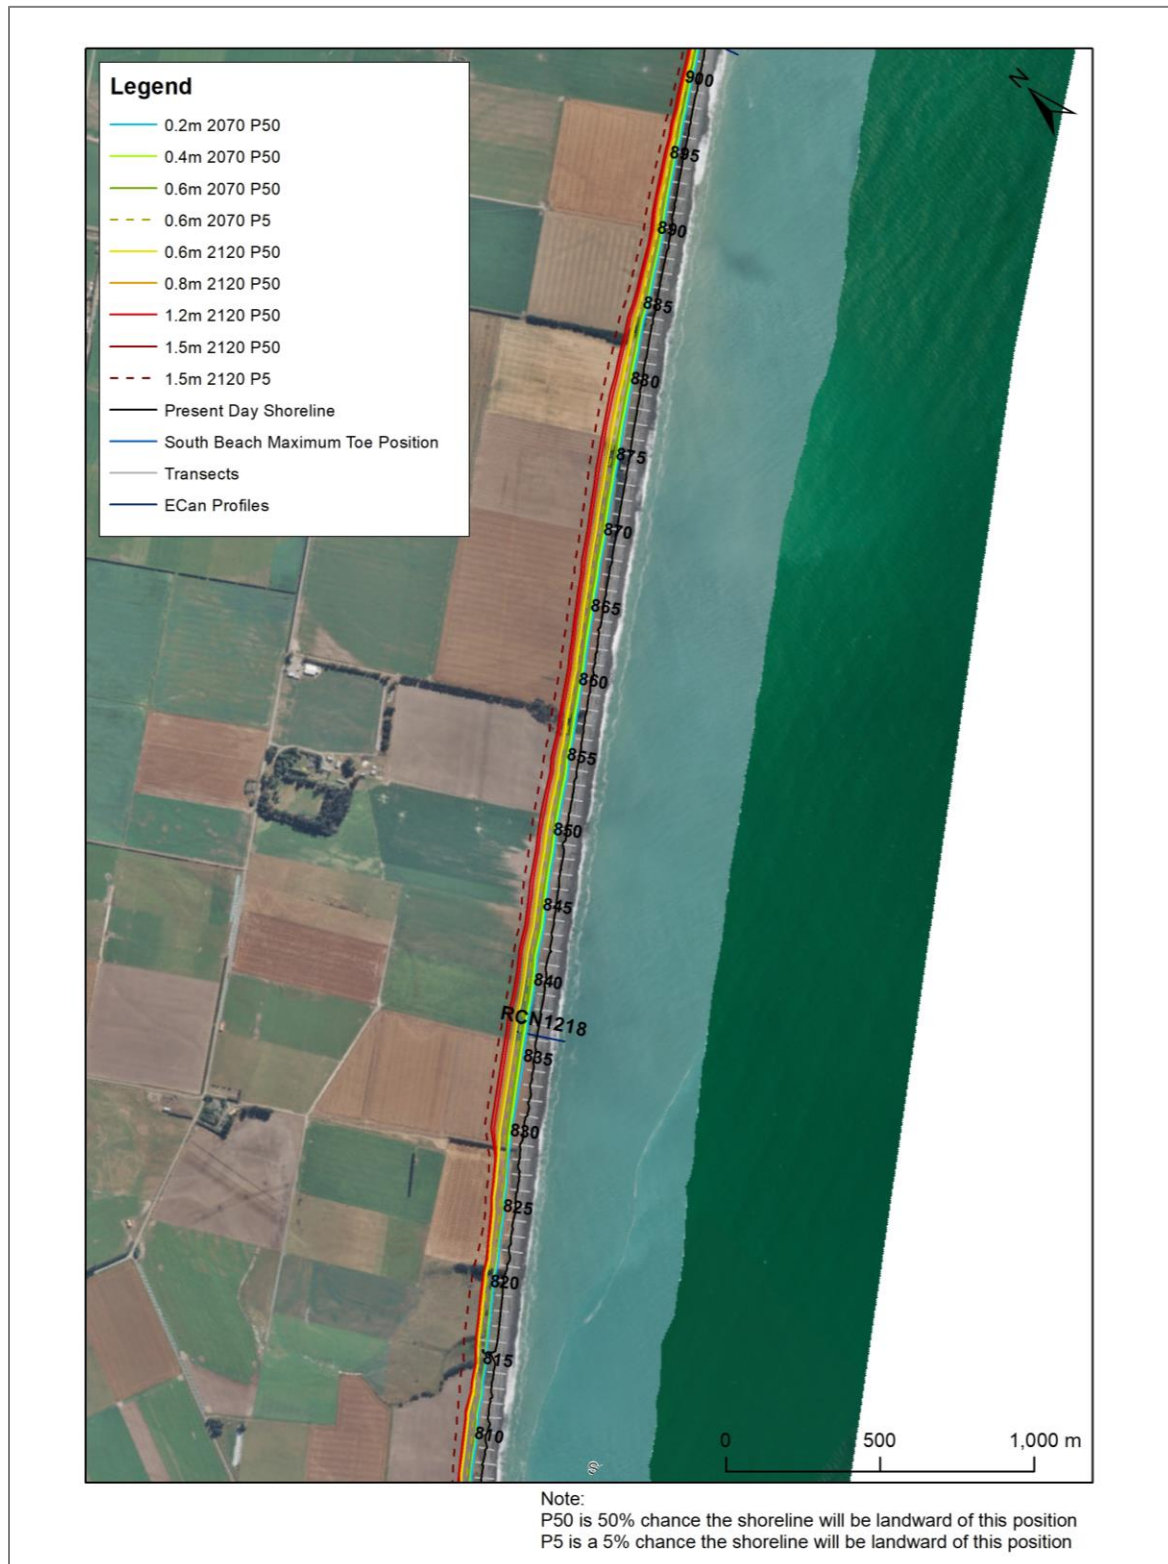 Legend
0.2m 2070 P50
0.4m 2070 P50
0.6m 2070 P50
0.6m 2070 P5
0.6m 2120 P50
0.8m 2120 P50
1.2m 2120 P50
1.5m 2120 P50
1.5m 2120 P5
Present Day Shoreline
South Beach Maximum Toe Position
Transects
ECan Profiles
N
900
895
890
885
880
875
870
865
860
855
850
845
840
RCN1218
835
830
825
820
815
810
0 500 1,000 m
Note:
P50 is 50% chance the shoreline will be landward of this position
P5 is a 5% chance the shoreline will be landward of this position